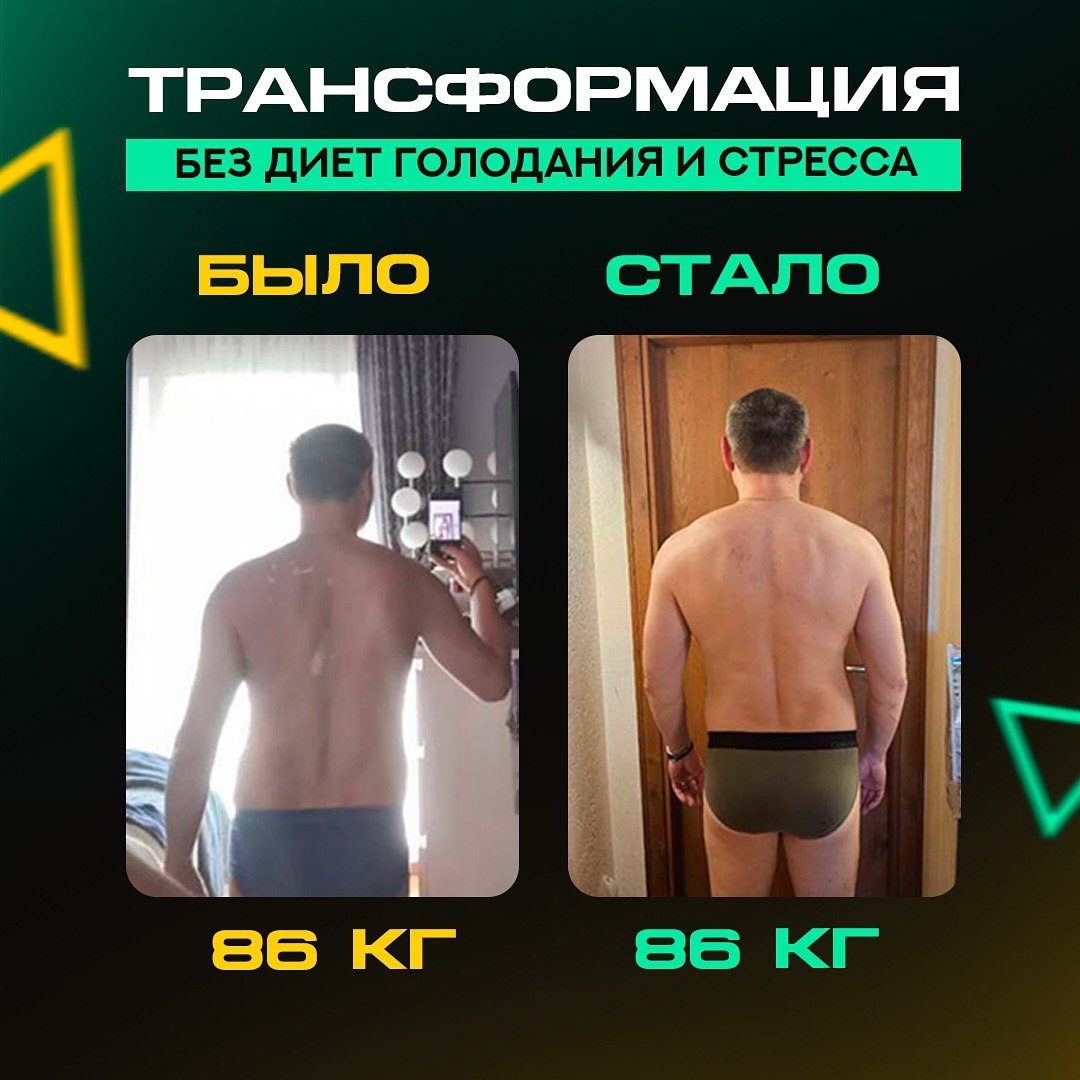 ТРАНСФОРМАЦИЯ
БЕЗ ДИЕТ ГОЛОДАНИЯ И СТРЕССА
БЫЛО
СТАЛО
86 КГ
86 КГ